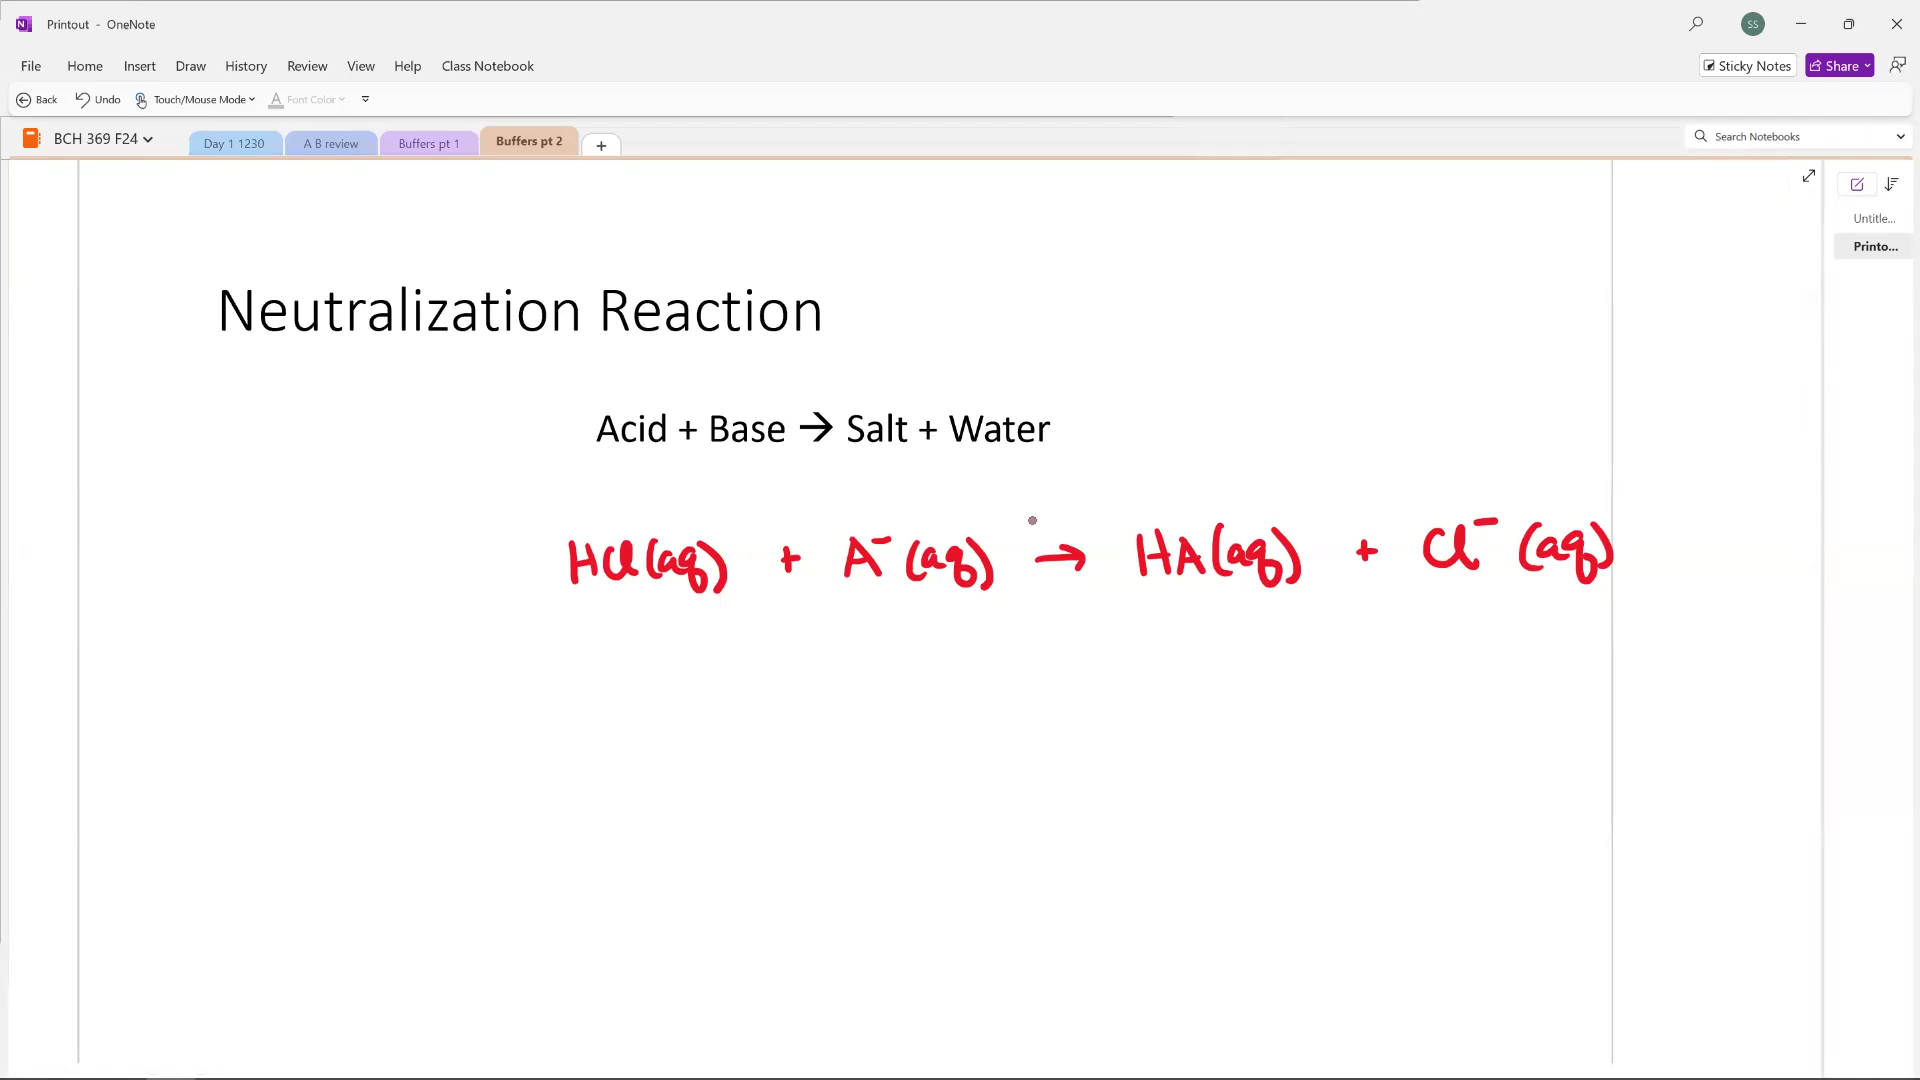 Printout - OneNote
SS
File Home Insert Draw History Review View Help Class Notebook
Sticky Notes Share
Back Undo Touch/Mouse Mode A Font Color
BCH 369 F24 Day 1 1230 A B review Buffers pt 1 Buffers pt 2 +
Search Notebooks
Untitle...
Printo...
Neutralization Reaction
Acid + Base → Salt + Water
HCl(aq) + A⁻(aq) → HA(aq) + Cl⁻(aq)